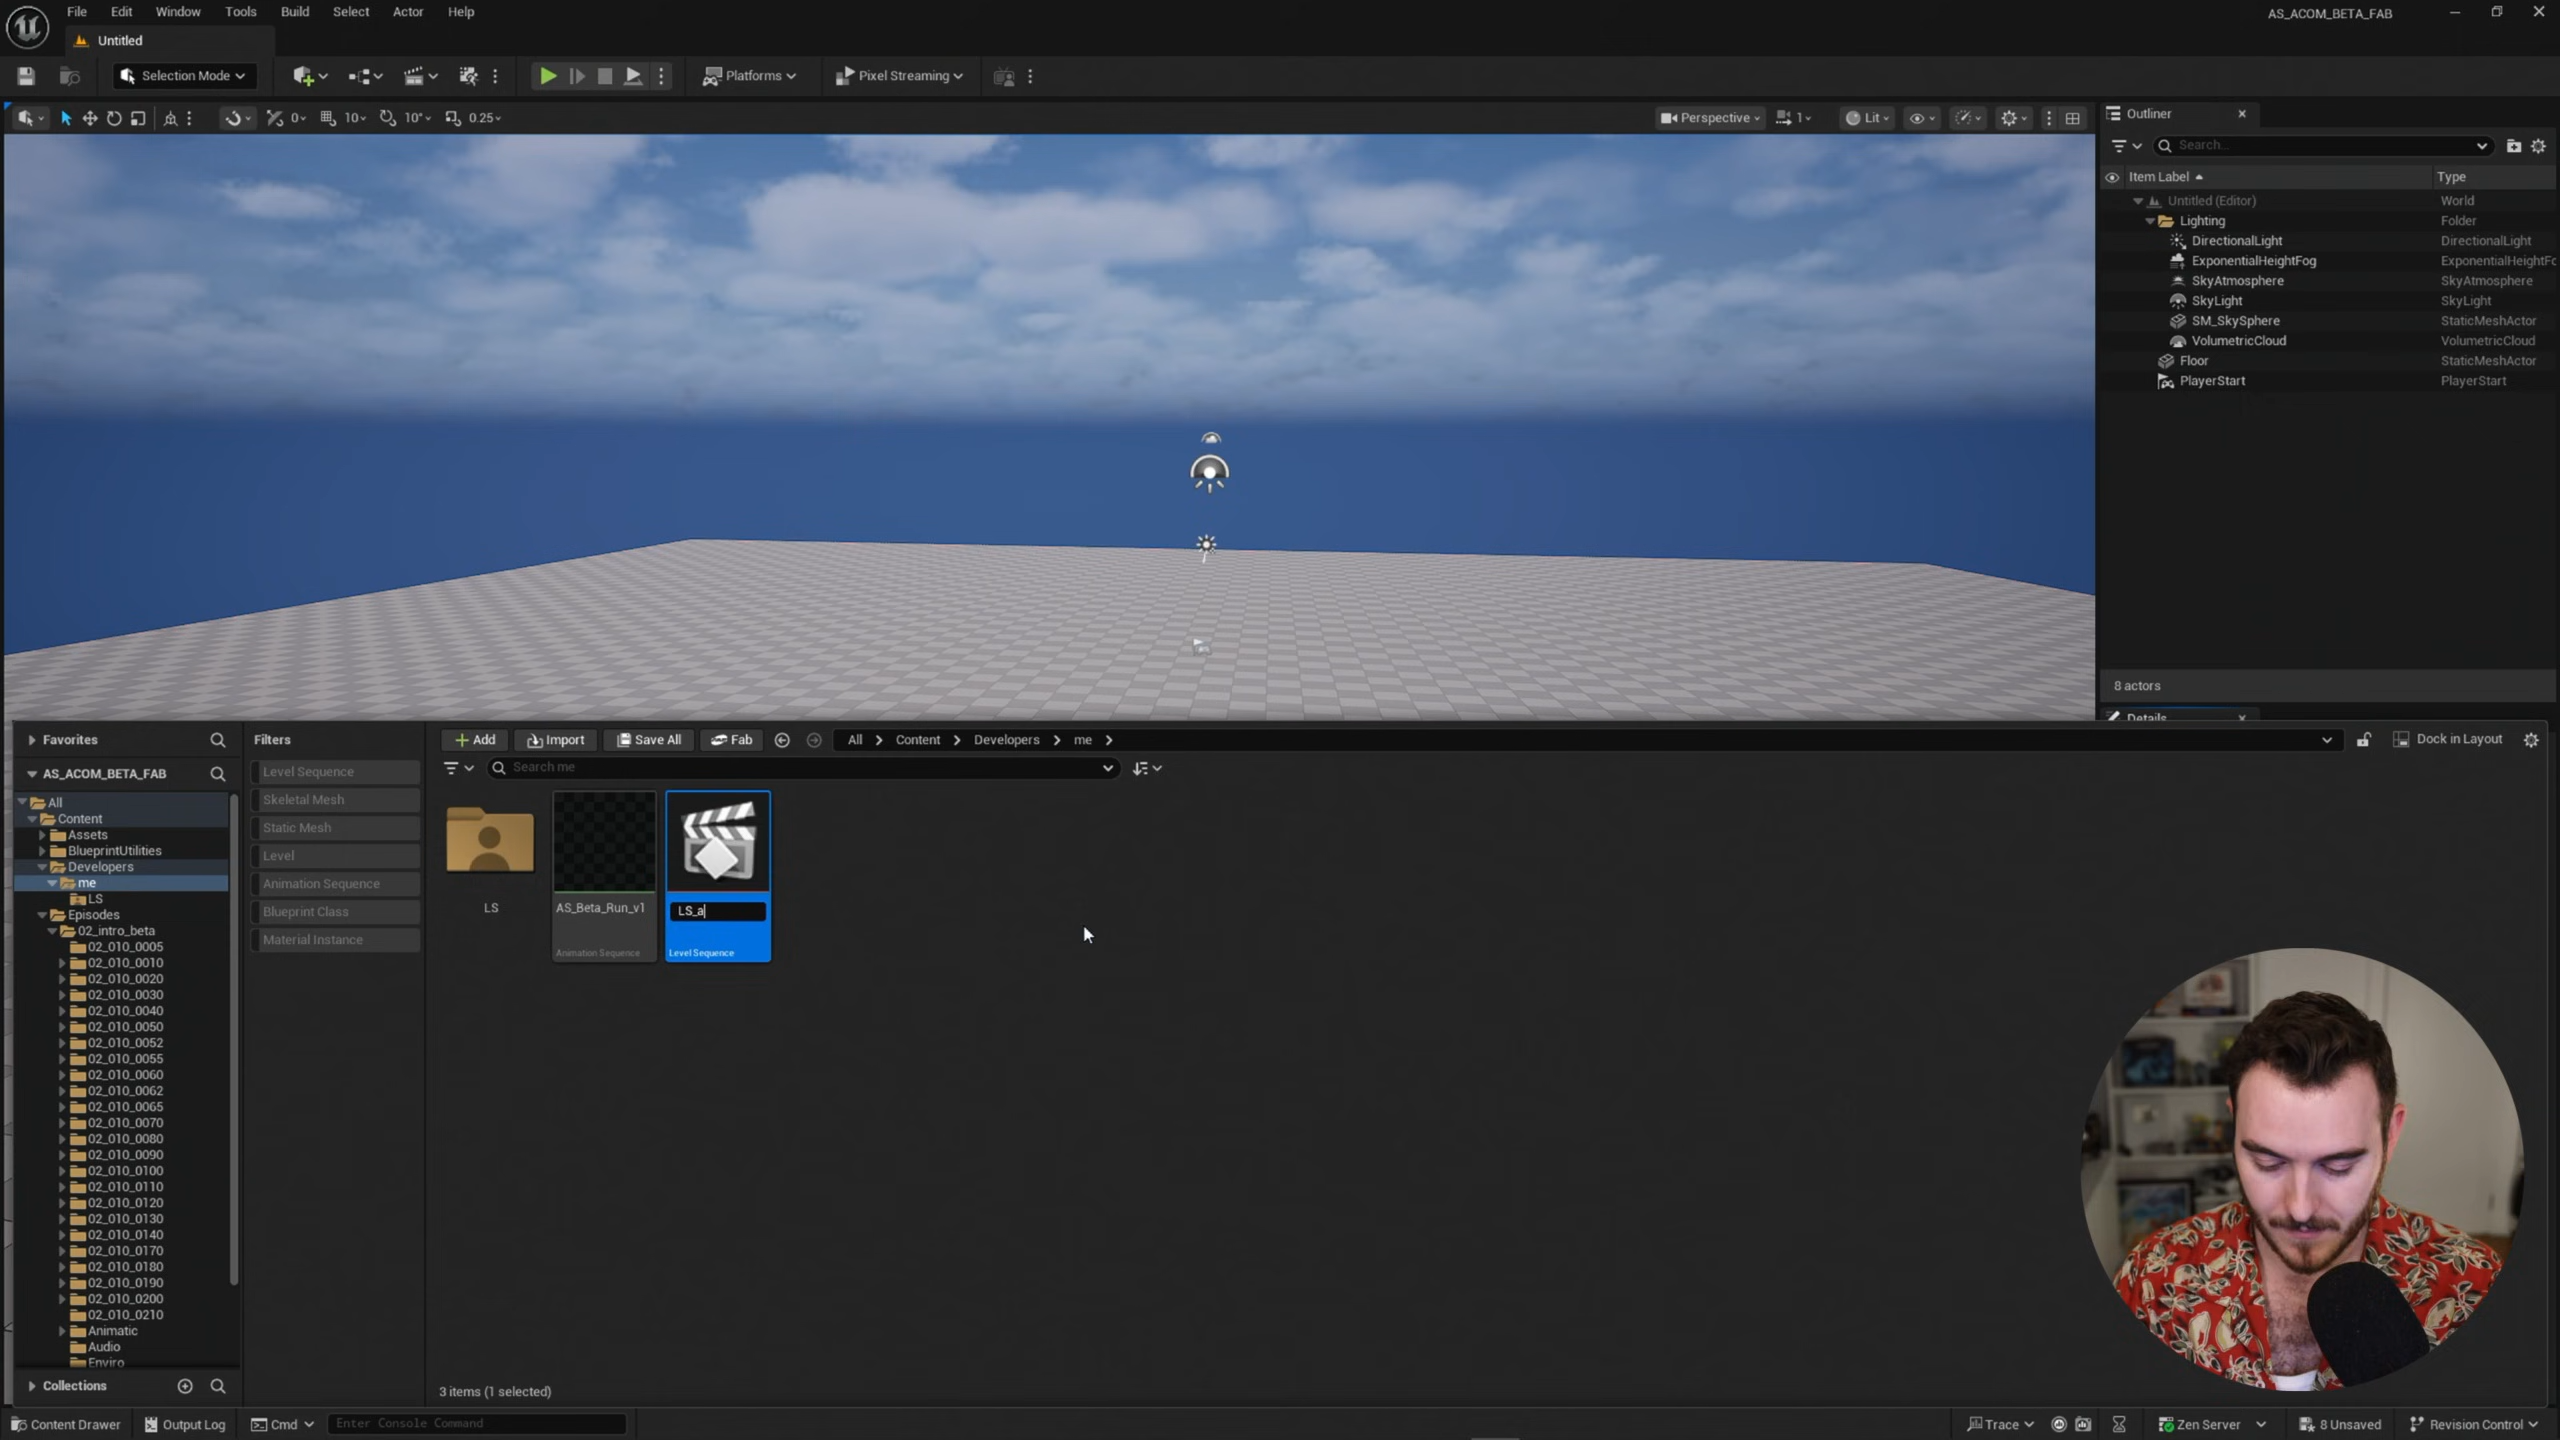 File Edit Window Tools Build Select Actor Help
AS_ACOM_BETA_FAB
Untitled
Selection Mode
Platforms
Pixel Streaming
0 10 10° 0.25
Perspective 1 Lit
Outliner
Search...
Item Label Type
Untitled (Editor) World
Lighting Folder
DirectionalLight DirectionalLight
ExponentialHeightFog ExponentialHeightFo
SkyAtmosphere SkyAtmosphere
SkyLight SkyLight
SM_SkySphere StaticMeshActor
VolumetricCloud VolumetricCloud
Floor StaticMeshActor
PlayerStart PlayerStart
8 actors
Details
Favorites
AS_ACOM_BETA_FAB
All
Content
Assets
BlueprintUtilities
Developers
me
LS
Episodes
02_intro_beta
02_010_0005
02_010_0010
02_010_0020
02_010_0030
02_010_0040
02_010_0050
02_010_0052
02_010_0055
02_010_0060
02_010_0062
02_010_0065
02_010_0070
02_010_0080
02_010_0090
02_010_0100
02_010_0110
02_010_0120
02_010_0130
02_010_0140
02_010_0170
02_010_0180
02_010_0190
02_010_0200
02_010_0210
Animatic
Audio
Enviro
Collections
Filters
Level Sequence
Skeletal Mesh
Static Mesh
Level
Animation Sequence
Blueprint Class
Material Instance
Add Import Save All Fab All Content Developers me Dock in Layout
Search me
LS
AS_Beta_Run_v1
Animation Sequence
LS_a
Level Sequence
3 items (1 selected)
Content Drawer Output Log Cmd Enter Console Command Trace Zen Server 8 Unsaved Revision Control